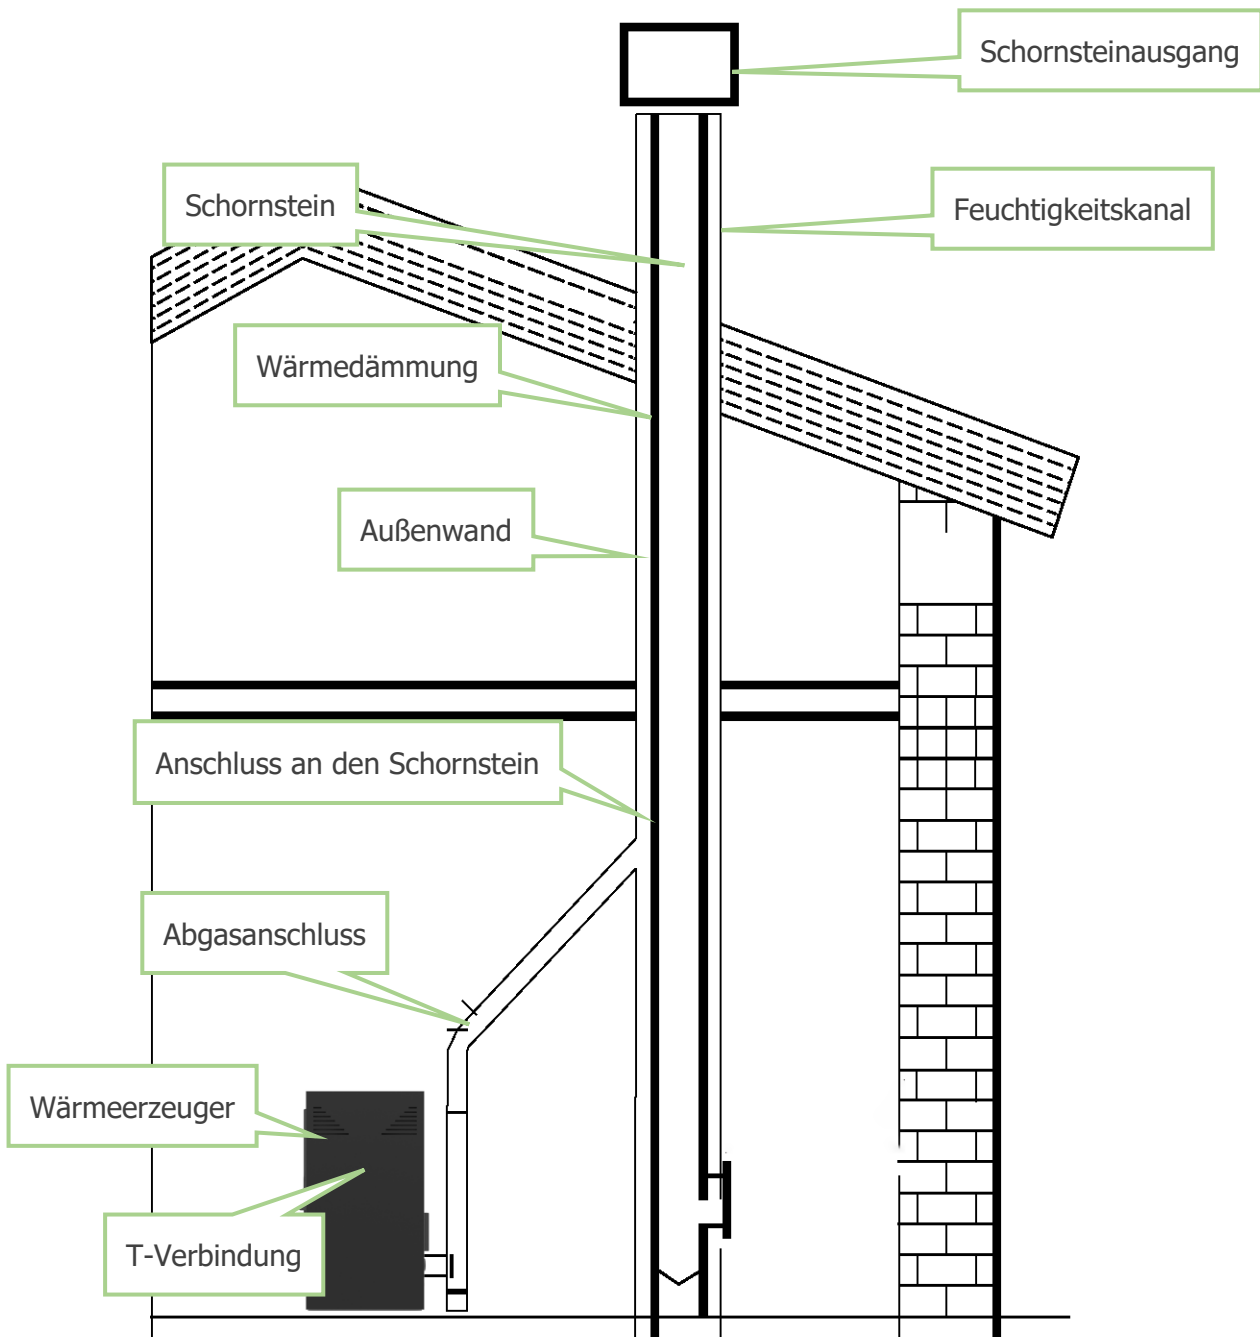 Schornsteinausgang
Schornstein
Feuchtigkeitskanal
Wärmedämmung
Außenwand
Anschluss an den Schornstein
Abgasanschluss
Wärmeerzeuger
T-Verbindung